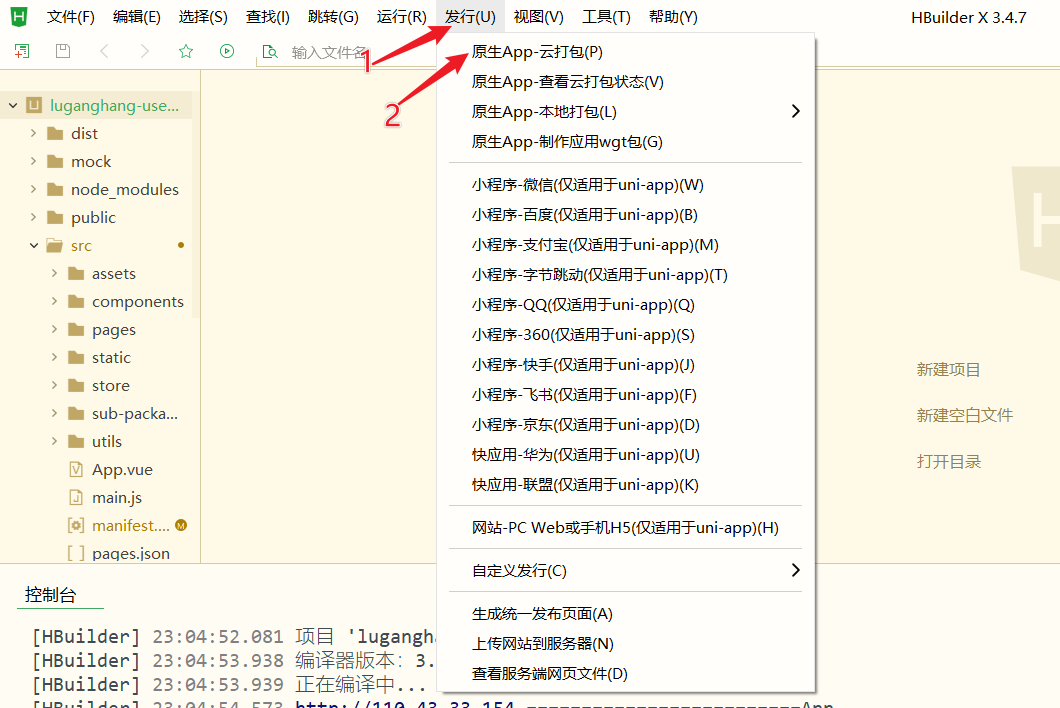 文件(F) 编辑(E) 选择(S) 查找(I) 跳转(G) 运行(R) 发行(U) 视图(V) 工具(T) 帮助(Y) HBuilder X 3.4.7
输入文件名
1
2
原生App-云打包(P)
原生App-查看云打包状态(V)
原生App-本地打包(L)
原生App-制作应用wgt包(G)
小程序-微信(仅适用于uni-app)(W)
小程序-百度(仅适用于uni-app)(B)
小程序-支付宝(仅适用于uni-app)(M)
小程序-字节跳动(仅适用于uni-app)(T)
小程序-QQ(仅适用于uni-app)(Q)
小程序-360(仅适用于uni-app)(S)
小程序-快手(仅适用于uni-app)(J)
小程序-飞书(仅适用于uni-app)(F)
小程序-京东(仅适用于uni-app)(D)
快应用-华为(仅适用于uni-app)(U)
快应用-联盟(仅适用于uni-app)(K)
网站-PC Web或手机H5(仅适用于uni-app)(H)
自定义发行(C)
生成统一发布页面(A)
上传网站到服务器(N)
查看服务端网页文件(D)
luganghang-use...
dist
mock
node_modules
public
src
assets
components
pages
static
store
sub-packa...
utils
App.vue
main.js
manifest.... M
pages.json
新建项目
新建空白文件
打开目录
控制台
[HBuilder] 23:04:52.081 项目 'lugangha
[HBuilder] 23:04:53.938 编译器版本：3.
[HBuilder] 23:04:53.939 正在编译中...
[HBuilder] 23:04:54.573 http://110.43.33.154 -------------------------App